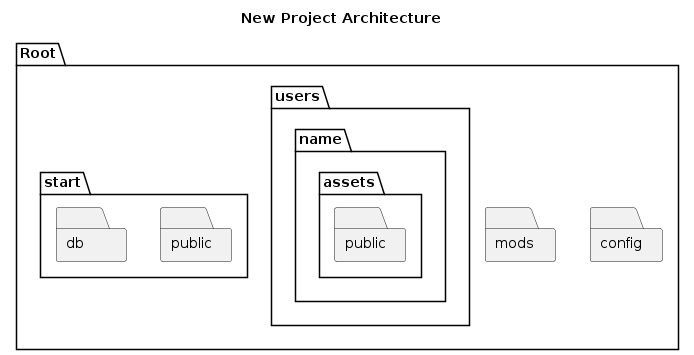 New Project Architecture
Root
users
name
start
assets
db
public
public
mods
config